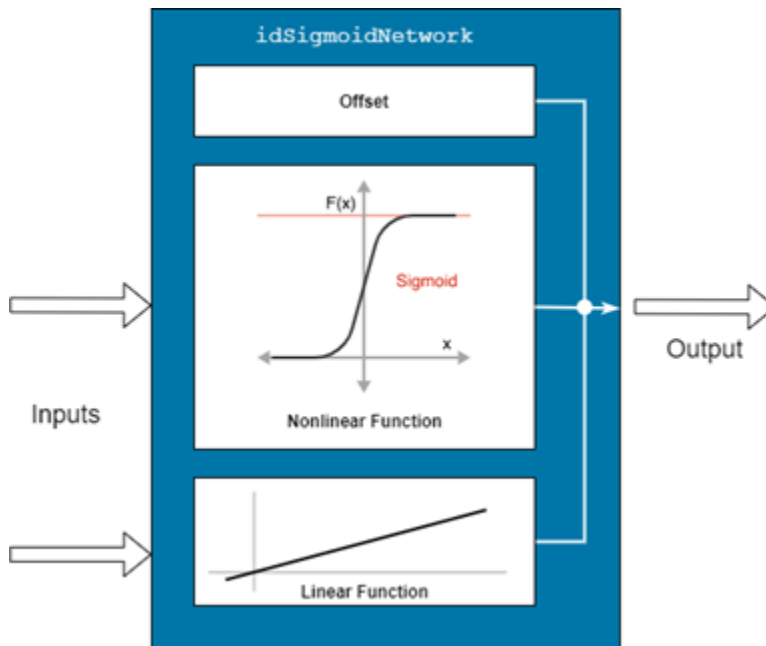 idSigmoidNetwork
Offset
F(x)
Sigmoid
x
Nonlinear Function
Inputs
Output
Linear Function